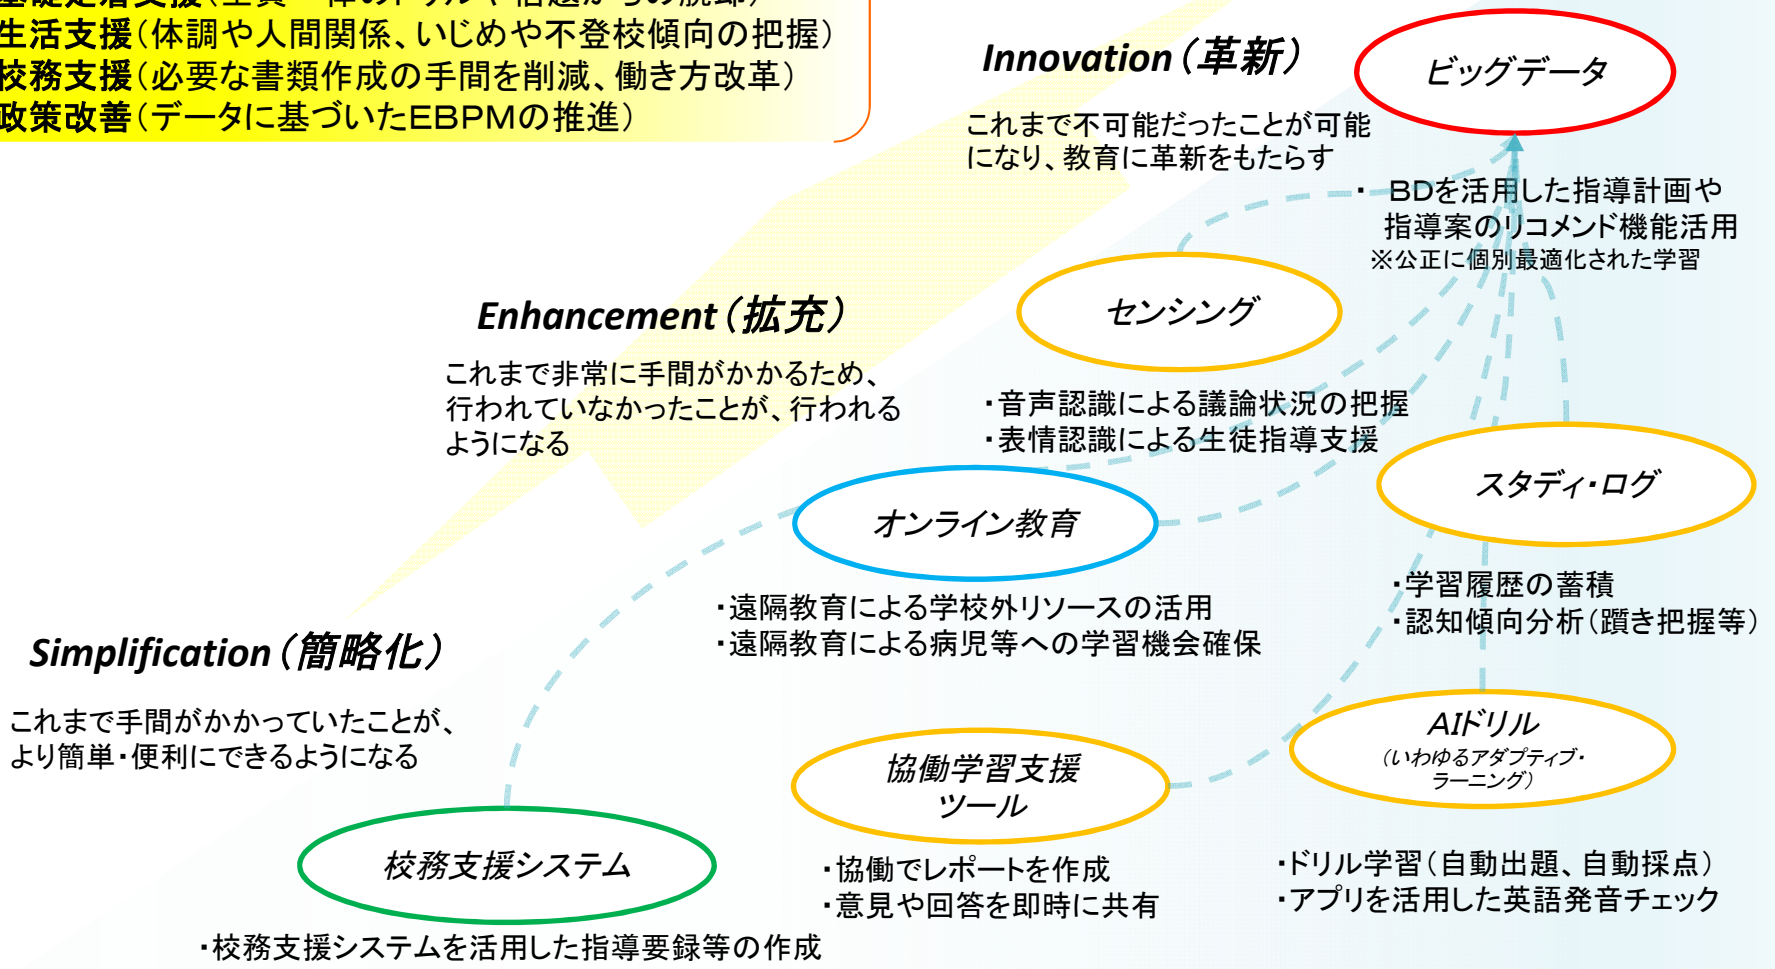 生活支援（体調や人間関係、いじめや不登校傾向の把握）
校務支援（必要な書類作成の手間を削減、働き方改革）
政策改善（データに基づいたEBPMの推進）
Innovation（革新）
これまで不可能だったことが可能
になり、教育に革新をもたらす
ビッグデータ
・ BDを活用した指導計画や
指導案のリコメンド機能活用
※公正に個別最適化された学習
Enhancement（拡充）
これまで非常に手間がかかるため、
行われていなかったことが、行われる
ようになる
センシング
・音声認識による議論状況の把握
・表情認識による生徒指導支援
スタディ・ログ
・学習履歴の蓄積
・認知傾向分析（躓き把握等）
オンライン教育
・遠隔教育による学校外リソースの活用
・遠隔教育による病児等への学習機会確保
Simplification（簡略化）
これまで手間がかかっていたことが、
より簡単・便利にできるようになる
AIドリル
（いわゆるアダプティブ・
ラーニング）
・ドリル学習（自動出題、自動採点）
・アプリを活用した英語発音チェック
協働学習支援
ツール
・協働でレポートを作成
・意見や回答を即時に共有
校務支援システム
・校務支援システムを活用した指導要録等の作成